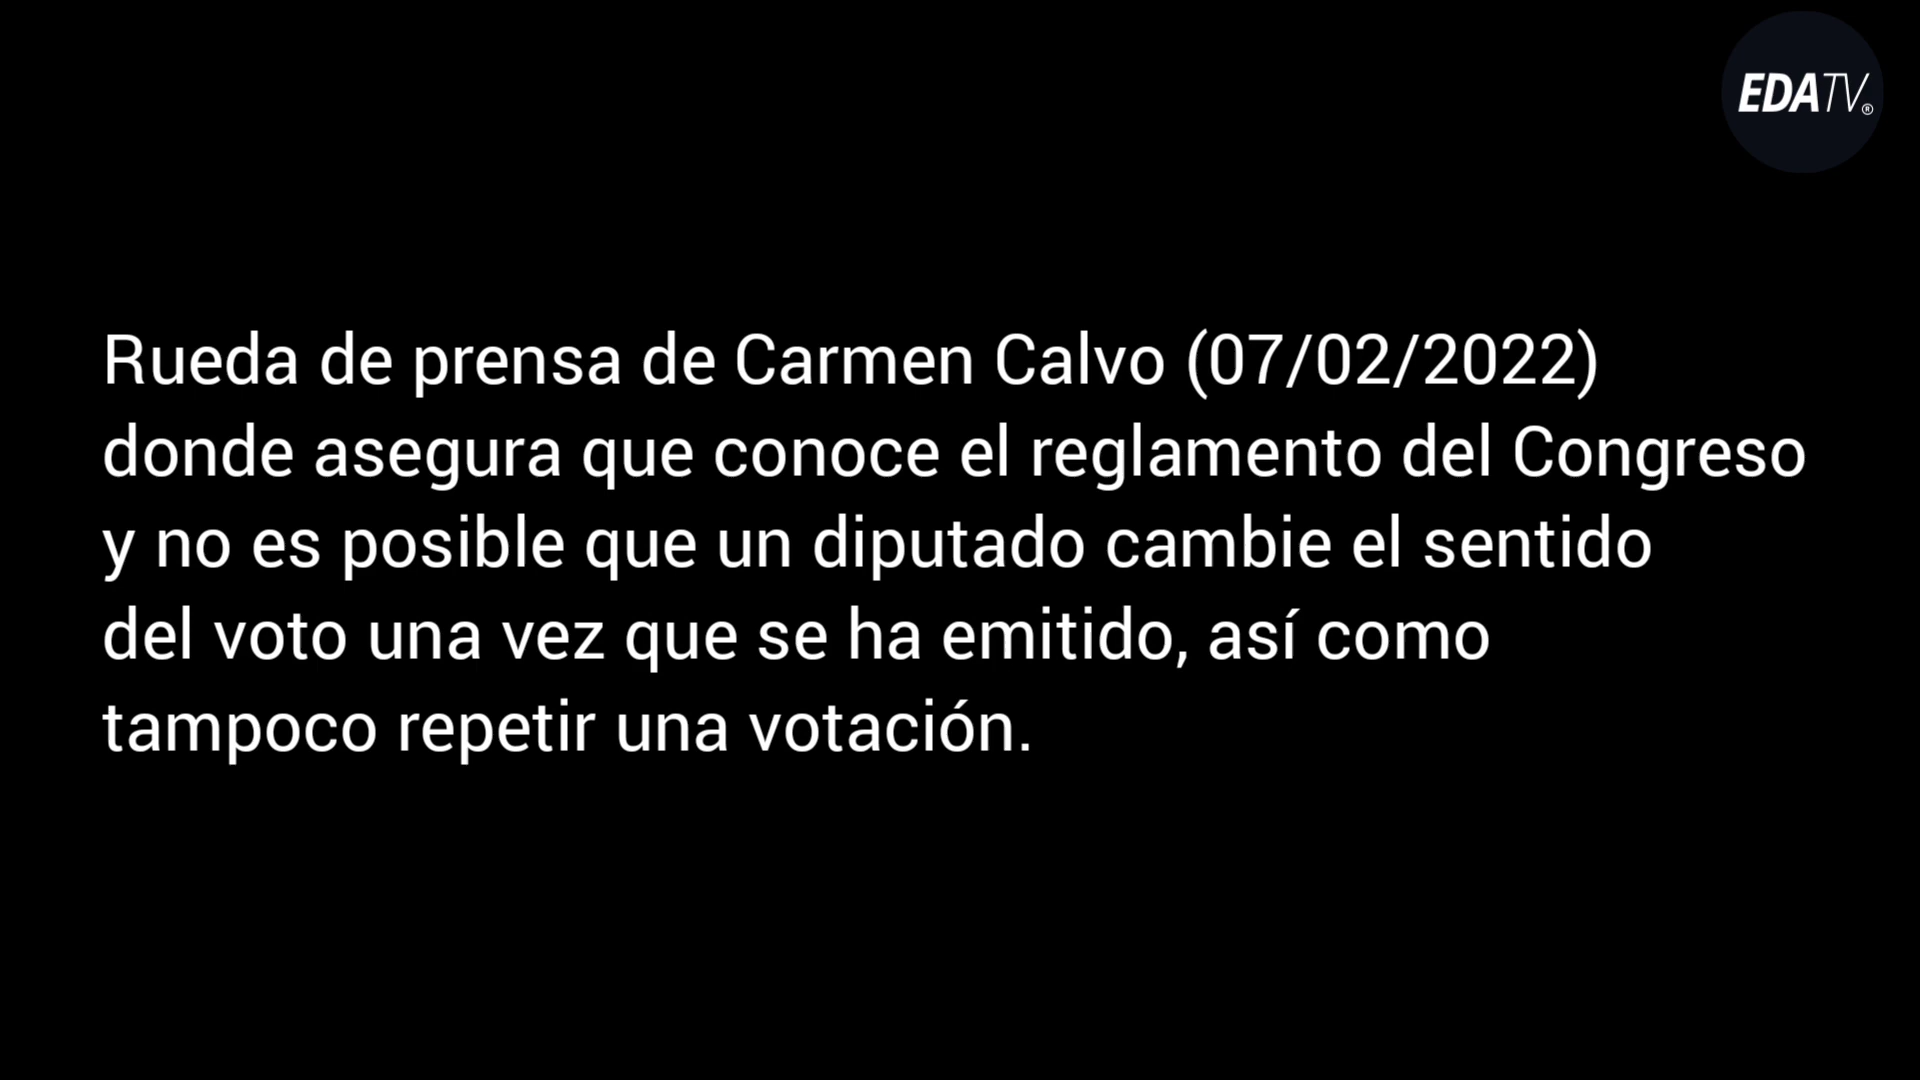 EDATV®
Rueda de prensa de Carmen Calvo (07/02/2022)
donde asegura que conoce el reglamento del Congreso
y no es posible que un diputado cambie el sentido
del voto una vez que se ha emitido, así como
tampoco repetir una votación.